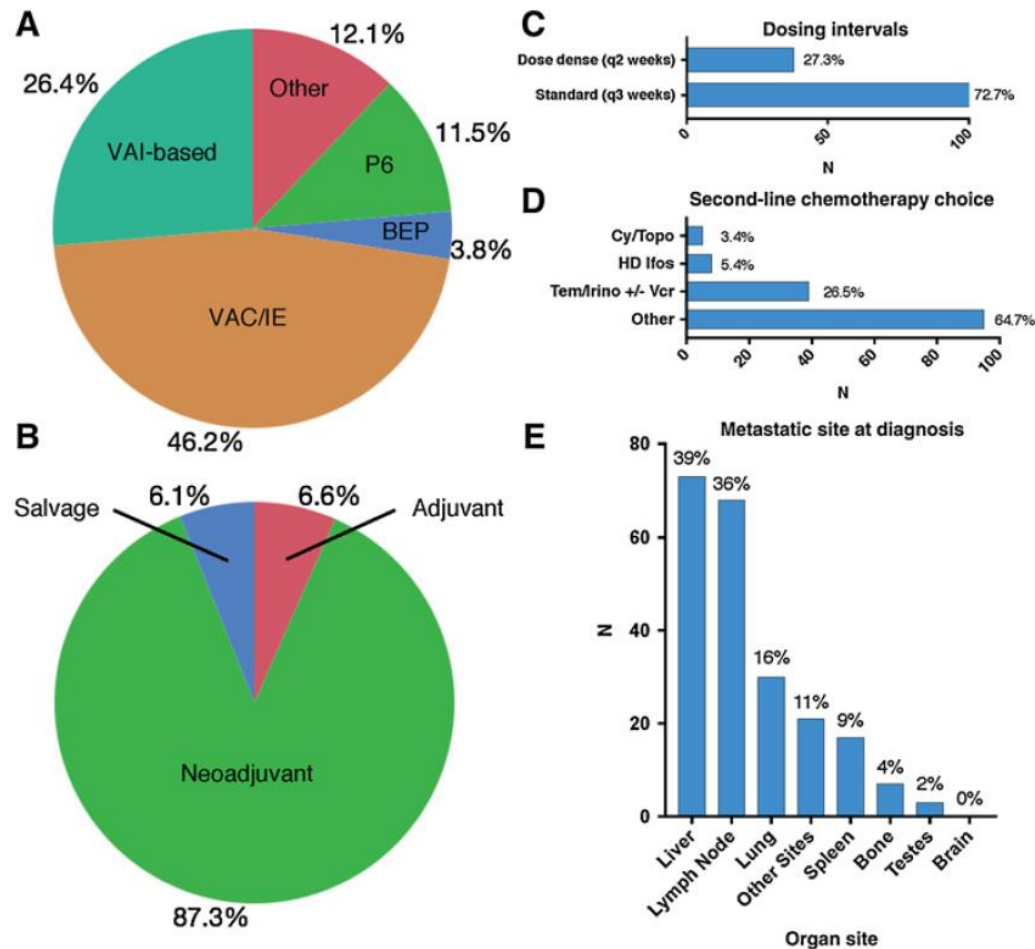 A
12.1%
26.4%
Other
11.5%
VAI-based
P6
BEP
3.8%
VAC/IE
46.2%
B
6.1%
6.6%
Salvage
Adjuvant
Neoadjuvant
87.3%
C
Dosing intervals
Dose dense (q2 weeks)
27.3%
Standard (q3 weeks)
72.7%
0
50
100
N
D
Second-line chemotherapy choice
Cy/Topo
3.4%
HD Ifos
5.4%
Tem/Irino +/- Vcr
26.5%
Other
64.7%
0
20
40
60
80
100
N
E
Metastatic site at diagnosis
80
60
40
20
0
N
39%
36%
16%
11%
9%
4%
2%
0%
Liver
Lymph Node
Lung
Other Sites
Spleen
Bone
Testes
Brain
Organ site